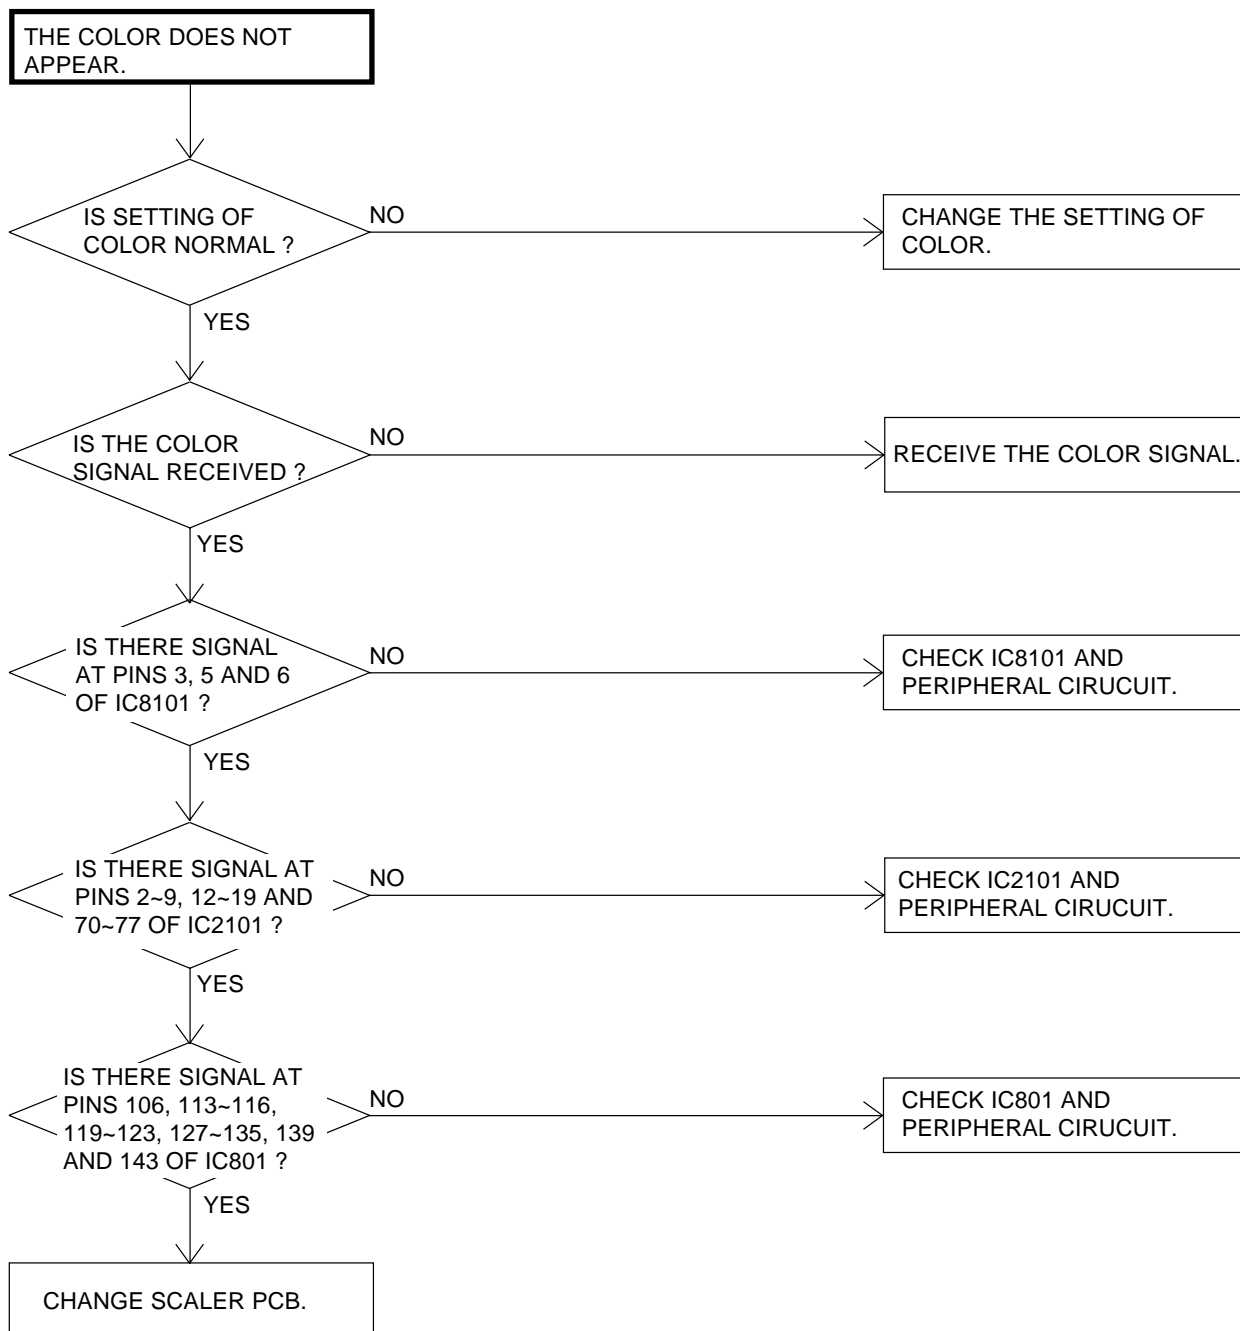 THE COLOR DOES NOT
APPEAR.
IS SETTING OF
COLOR NORMAL ?
NO
CHANGE THE SETTING OF
COLOR.
YES
IS THE COLOR
SIGNAL RECEIVED ?
NO
RECEIVE THE COLOR SIGNAL.
YES
IS THERE SIGNAL
AT PINS 3, 5 AND 6
OF IC8101 ?
NO
CHECK IC8101 AND
PERIPHERAL CIRUCUIT.
YES
IS THERE SIGNAL AT
PINS 2~9, 12~19 AND
70~77 OF IC2101 ?
NO
CHECK IC2101 AND
PERIPHERAL CIRUCUIT.
YES
IS THERE SIGNAL AT
PINS 106, 113~116,
119~123, 127~135, 139
AND 143 OF IC801 ?
NO
CHECK IC801 AND
PERIPHERAL CIRUCUIT.
YES
CHANGE SCALER PCB.